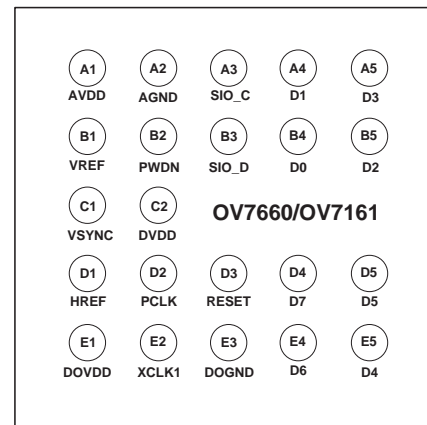 A1 A2 A3 A4 A5
AVDD AGND SIO_C D1 D3
B1 B2 B3 B4 B5
VREF PWDN SIO_D D0 D2
C1 C2 OV7660/OV7161
VSYNC DVDD
D1 D2 D3 D4 D5
HREF PCLK RESET D7 D5
E1 E2 E3 E4 E5
DOVDD XCLK1 DOGND D6 D4